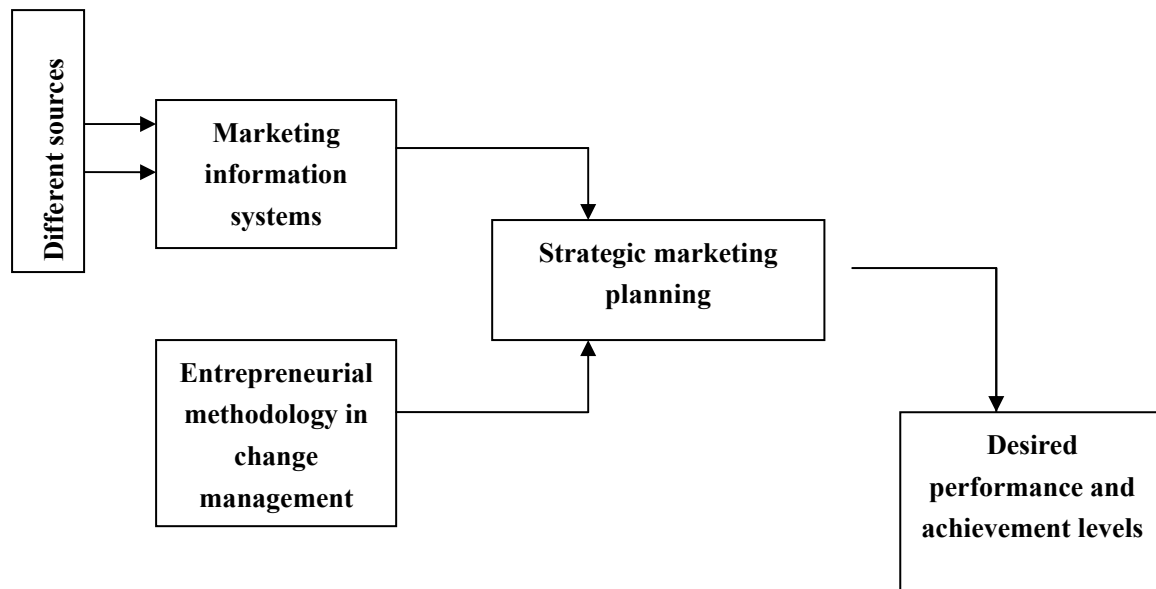 Different sources
Marketing
information
systems
Strategic marketing
planning
Entrepreneurial
methodology in
change
management
Desired
performance and
achievement levels